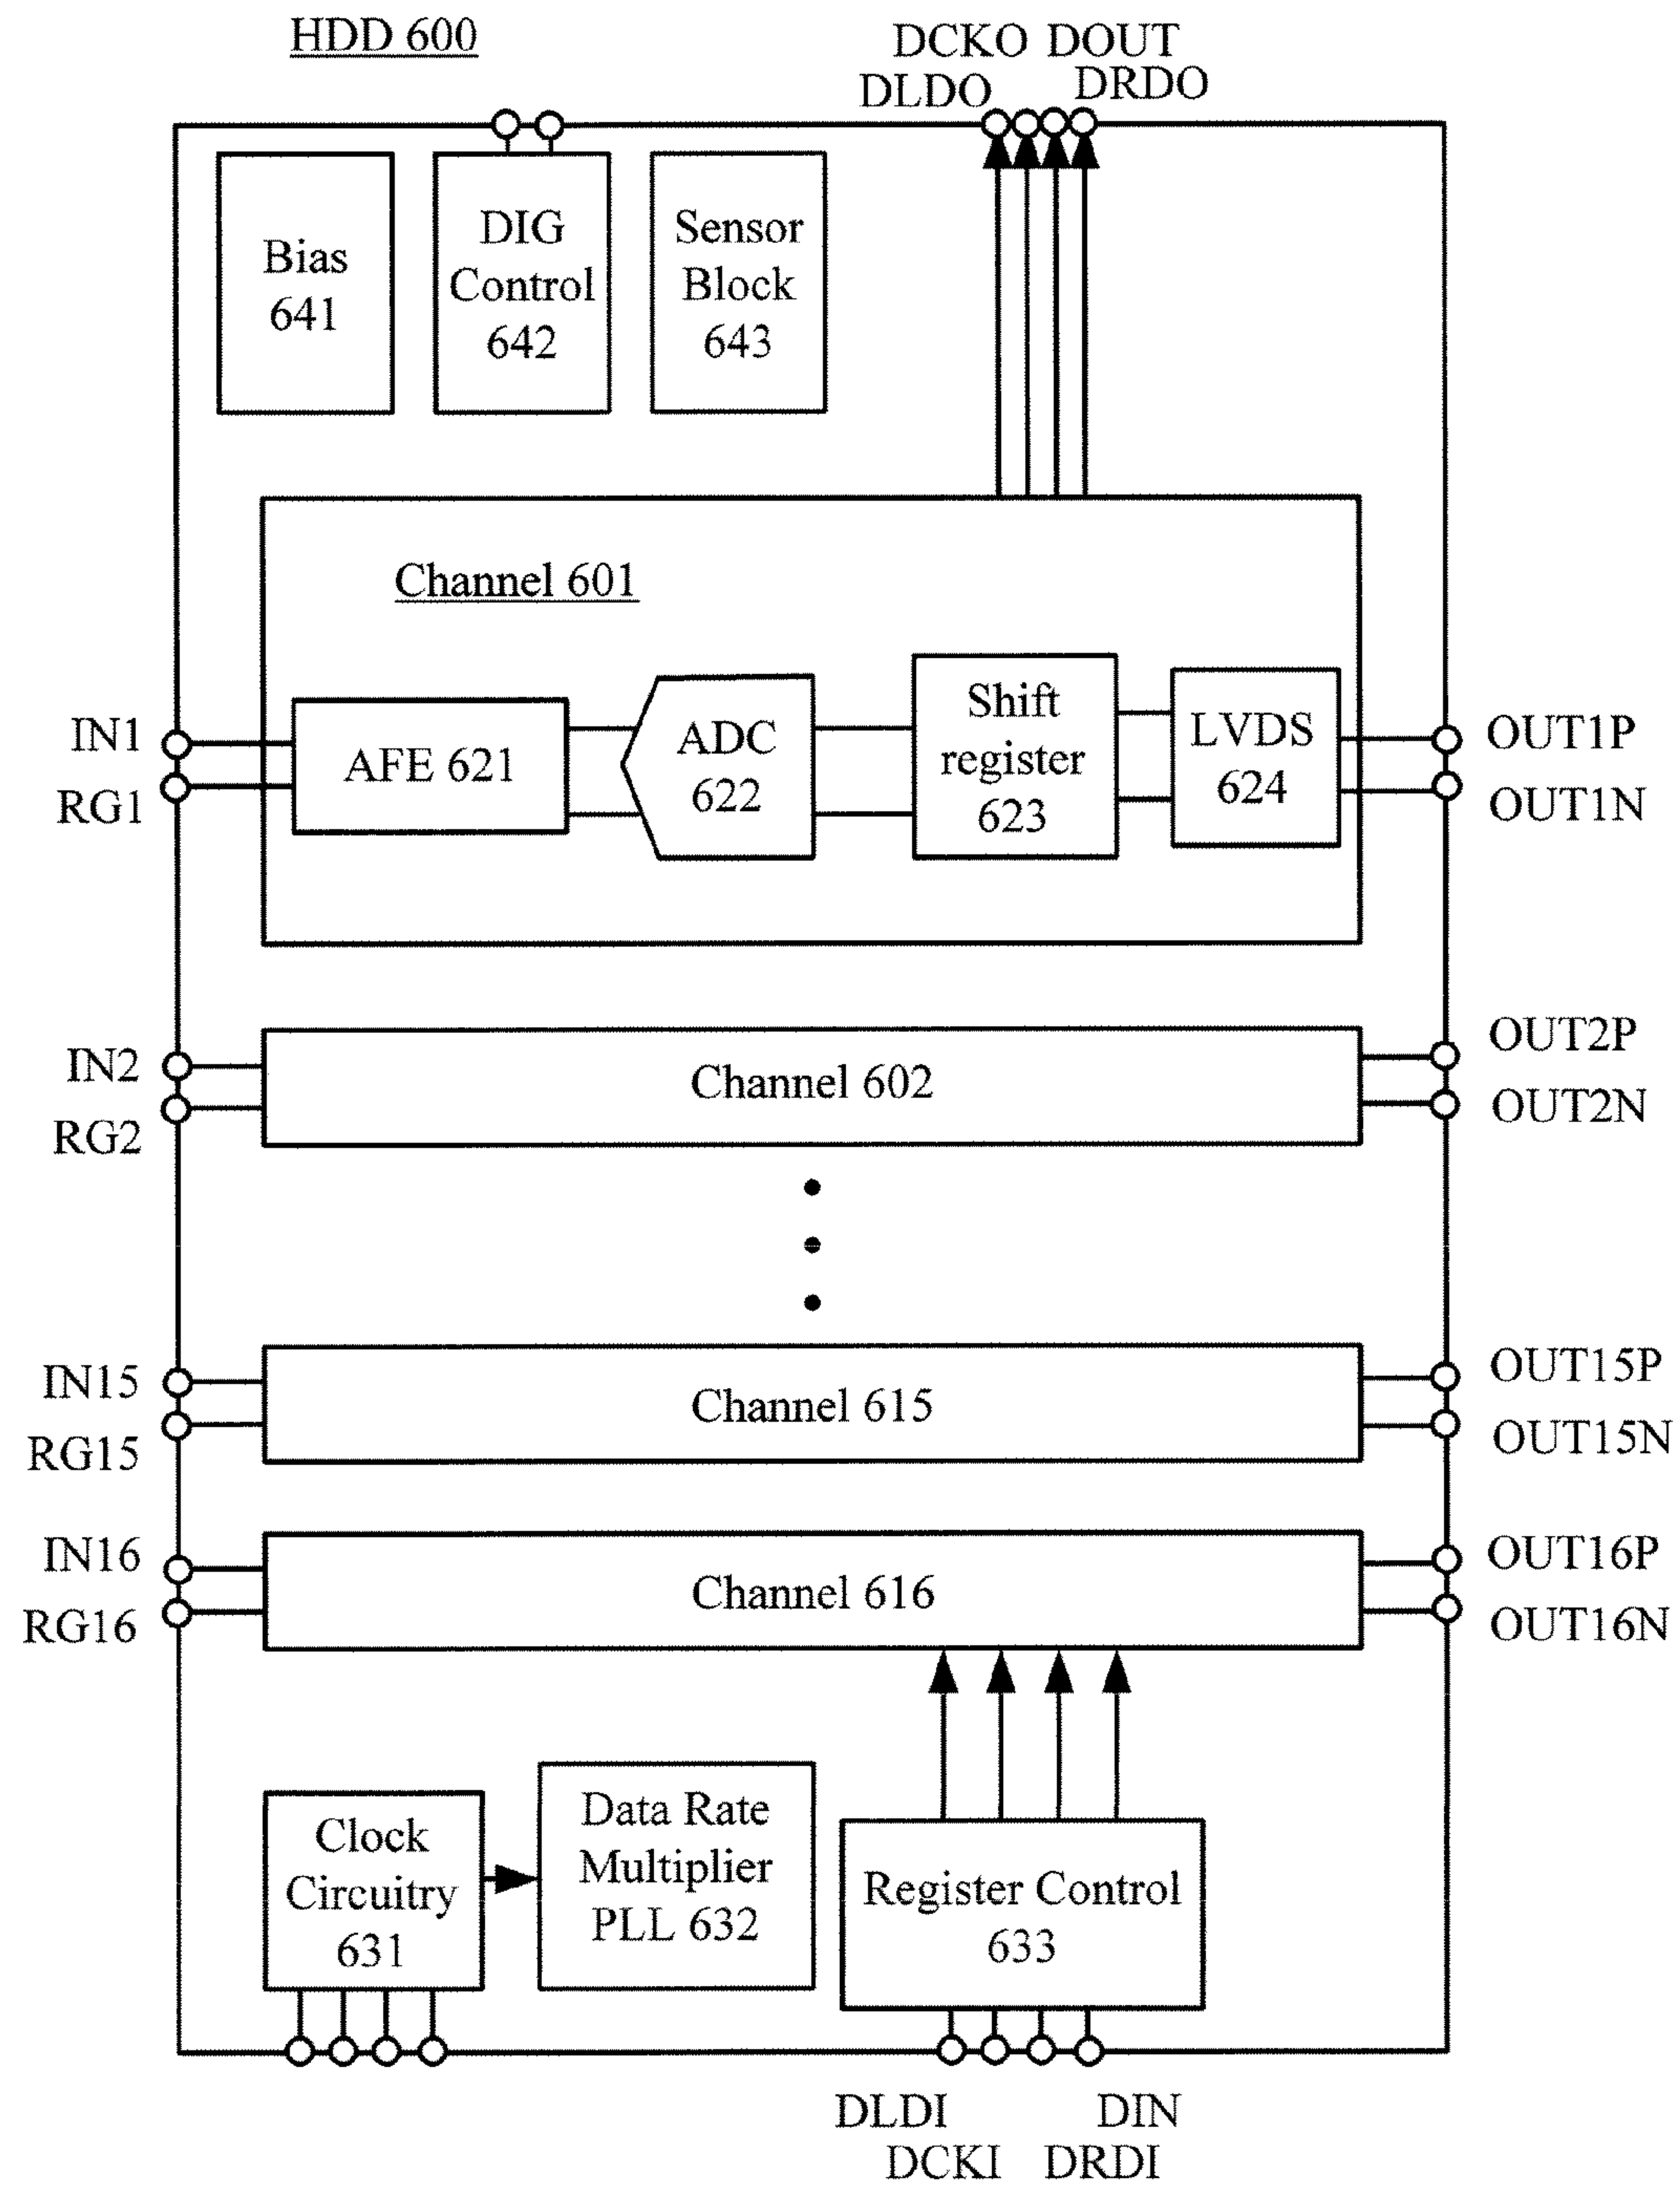 HDD 600
DCKO DOUT
DLDO
DRDO
Bias
641
DIG
Control
642
Sensor
Block
643
Channel 601
IN1
RG1
AFE 621
ADC
622
Shift
register
623
LVDS
624
OUT1P
OUT1N
IN2
RG2
Channel 602
OUT2P
OUT2N
IN15
RG15
Channel 615
OUT15P
OUT15N
IN16
RG16
Channel 616
OUT16P
OUT16N
Clock
Circuitry
631
Data Rate
Multiplier
PLL 632
Register Control
633
DLDI
DIN
DCKI
DRDI